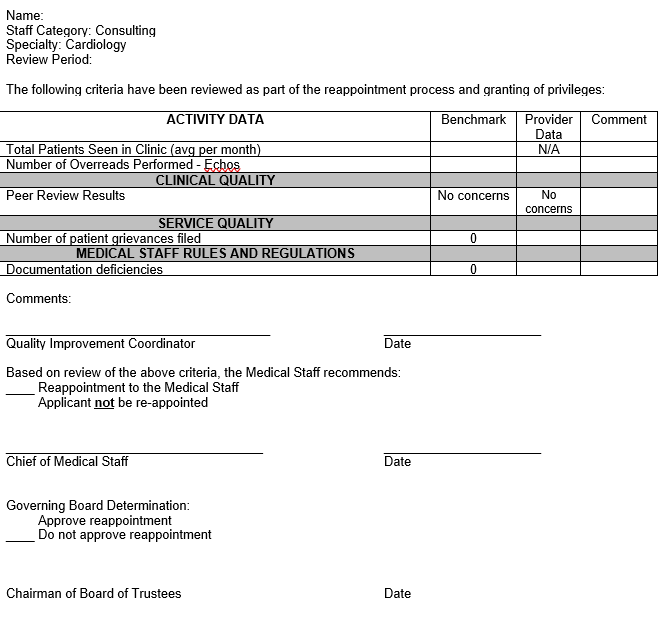 Name:
Staff Category: Consulting
Specialty: Cardiology
Review Period:
The following criteria have been reviewed as part of the reappointment process and granting of privileges:
ACTIVITY DATA Benchmark Provider Data Comment
Total Patients Seen in Clinic (avg per month) N/A
Number of Overreads Performed - Echos
CLINICAL QUALITY
Peer Review Results No concerns No concerns
SERVICE QUALITY
Number of patient grievances filed 0
MEDICAL STAFF RULES AND REGULATIONS
Documentation deficiencies 0
Comments:
Quality Improvement Coordinator Date
Based on review of the above criteria, the Medical Staff recommends:
____ Reappointment to the Medical Staff
Applicant not be re-appointed
Chief of Medical Staff Date
Governing Board Determination:
Approve reappointment
____ Do not approve reappointment
Chairman of Board of Trustees Date